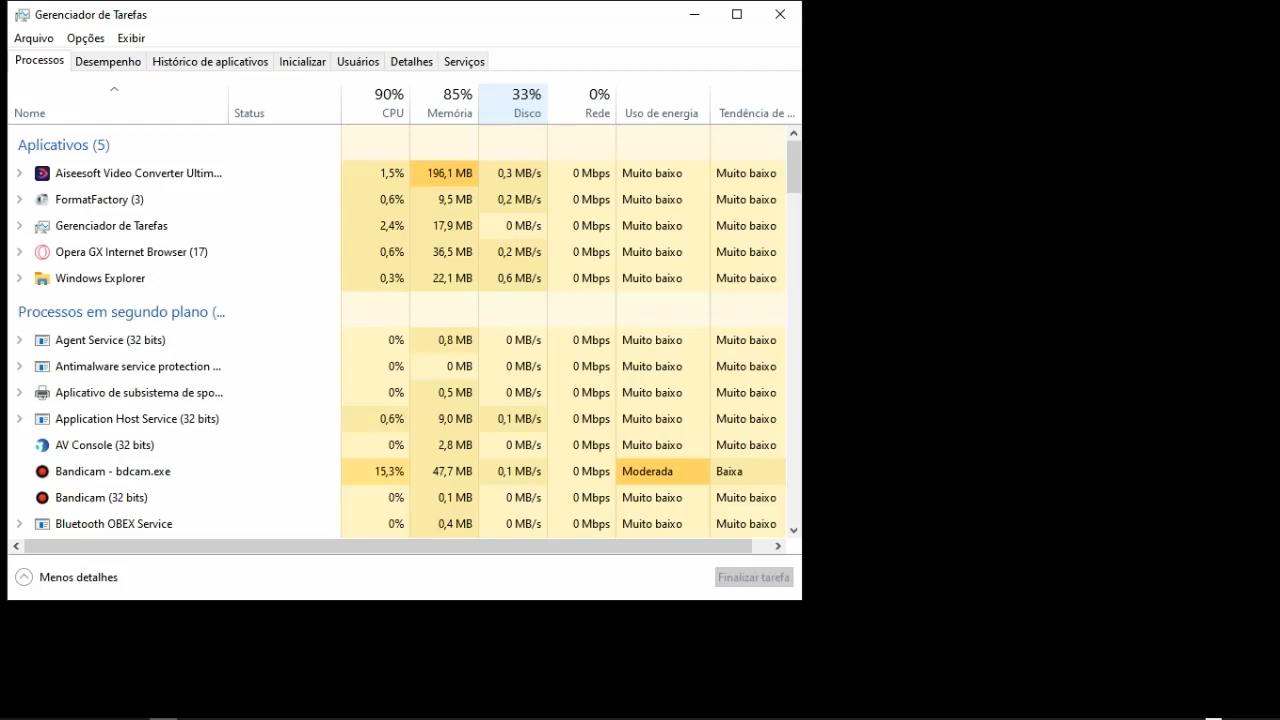 Gerenciador de Tarefas
Arquivo Opções Exibir
Processos Desempenho Histórico de aplicativos Inicializar Usuários Detalhes Serviços
90% 85% 33% 0%
Nome Status CPU Memória Disco Rede Uso de energia Tendência de ...
Aplicativos (5)
Aiseesoft Video Converter Ultim... 1,5% 196,1 MB 0,3 MB/s 0 Mbps Muito baixo Muito baixo
FormatFactory (3) 0,6% 9,5 MB 0,2 MB/s 0 Mbps Muito baixo Muito baixo
Gerenciador de Tarefas 2,4% 17,9 MB 0 MB/s 0 Mbps Muito baixo Muito baixo
Opera GX Internet Browser (17) 0,6% 36,5 MB 0,2 MB/s 0 Mbps Muito baixo Muito baixo
Windows Explorer 0,3% 22,1 MB 0,6 MB/s 0 Mbps Muito baixo Muito baixo
Processos em segundo plano (...
Agent Service (32 bits) 0% 0,8 MB 0 MB/s 0 Mbps Muito baixo Muito baixo
Antimalware service protection ... 0% 0 MB 0 MB/s 0 Mbps Muito baixo Muito baixo
Aplicativo de subsistema de spo... 0% 0,5 MB 0 MB/s 0 Mbps Muito baixo Muito baixo
Application Host Service (32 bits) 0,6% 9,0 MB 0,1 MB/s 0 Mbps Muito baixo Muito baixo
AV Console (32 bits) 0% 2,8 MB 0 MB/s 0 Mbps Muito baixo Muito baixo
Bandicam - bdcam.exe 15,3% 47,7 MB 0,1 MB/s 0 Mbps Moderada Baixa
Bandicam (32 bits) 0% 0,1 MB 0 MB/s 0 Mbps Muito baixo Muito baixo
Bluetooth OBEX Service 0% 0,4 MB 0 MB/s 0 Mbps Muito baixo Muito baixo
Menos detalhes Finalizar tarefa